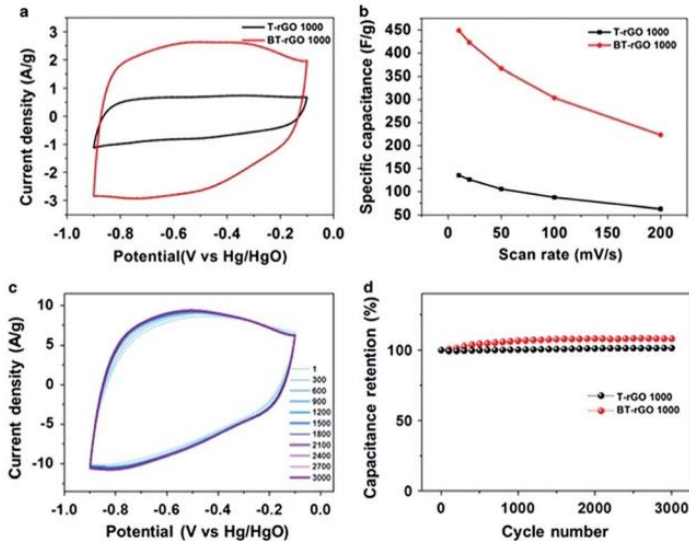 a
T-rGO 1000
BT-rGO 1000
3
2
1
0
-1
-2
-3
Current density (A/g)
-1.0 -0.8 -0.6 -0.4 -0.2 0.0
Potential(V vs Hg/HgO)
b
T-rGO 1000
BT-rGO 1000
450
400
350
300
250
200
150
100
50
Specific capacitance (F/g)
0 50 100 150 200
Scan rate (mV/s)
c
10
5
0
-5
-10
Current density (A/g)
1
300
600
900
1200
1500
1800
2100
2400
2700
3000
-1.0 -0.8 -0.6 -0.4 -0.2 0.0
Potential (V vs Hg/HgO)
d
100
50
0
Capacitance retention (%)
T-rGO 1000
BT-rGO 1000
0 1000 2000 3000
Cycle number